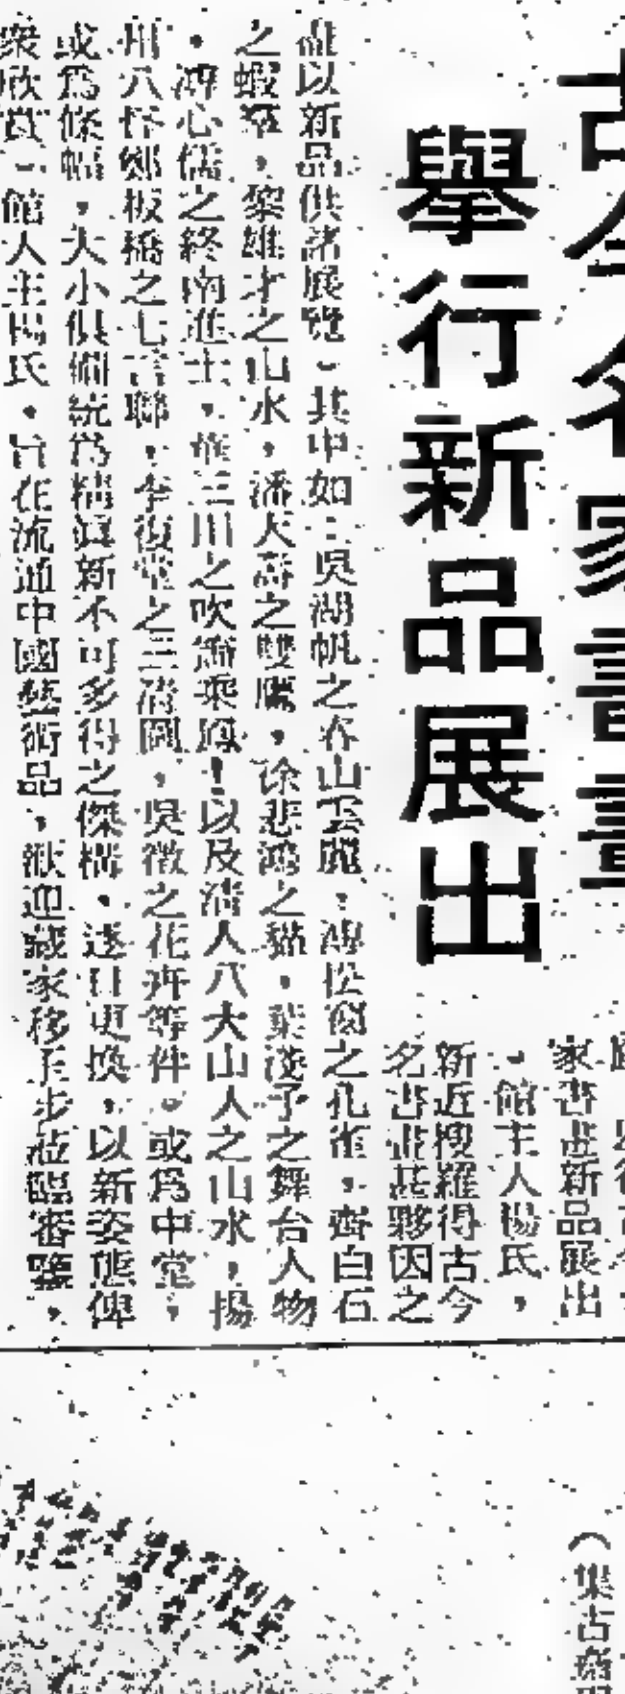 古今名家書畫
舉行新品展出
家書畫新品展出
。館主人楊氏，
新近搜羅得古今
名書畫甚夥因之
盡以新品供諸展覽。其中如：吳湖帆之春山雲麗，陳松窗之孔雀，齊白石
之蝦羣，黎雄才之山水，潘天壽之雙鷹，徐悲鴻之貓，葉淺予之舞台人物
，溥心儒之終南進士，崔三川之吹簫乘鳳！以及清人八大山人之山水，揚
州八怪鄭板橋之七言聯，李復堂之三清圖，吳徵之花卉等件。或爲中堂，
或爲條幅，大小俱備統爲精眞新不可多得之傑構，逐日更換，以新姿態俾
衆欣賞。館人主楊氏，旨在流通中國藝術品，歡迎藏家移玉步蒞臨審鑒，
（集古齋